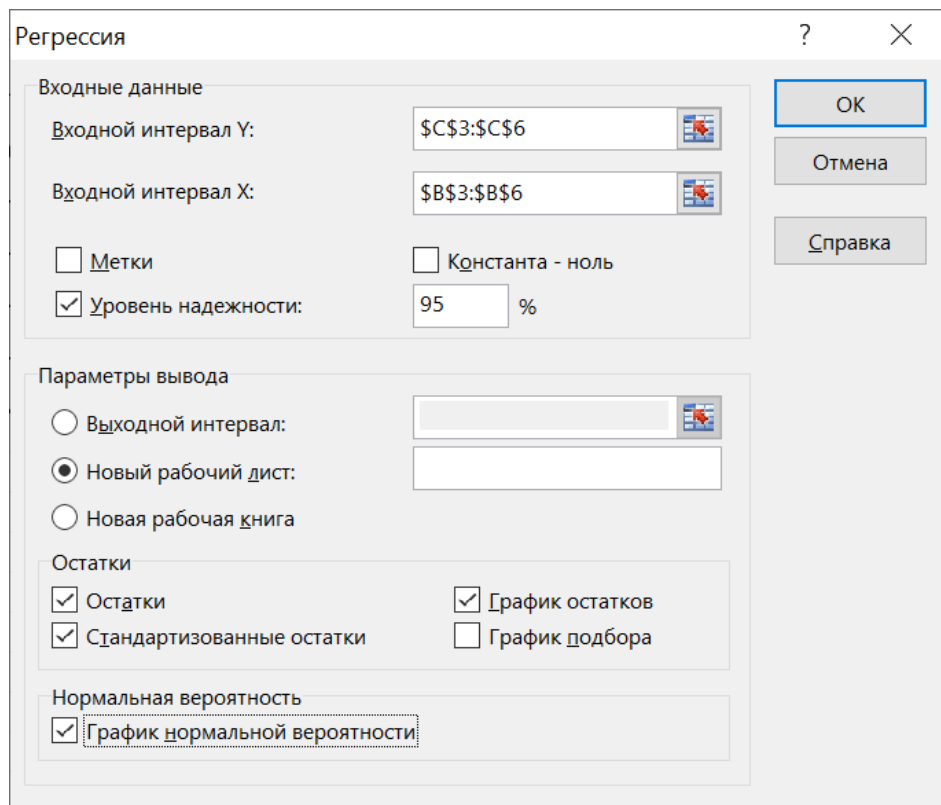 Регрессия ?
Входные данные
Входной интервал Y: $C$3:$C$6
Входной интервал X: $B$3:$B$6
Метки Константа - ноль
Уровень надежности: 95 %
Параметры вывода
Выходной интервал:
Новый рабочий лист:
Новая рабочая книга
Остатки
Остатки График остатков
Стандартизованные остатки График подбора
Нормальная вероятность
График нормальной вероятности
ОК
Отмена
Справка